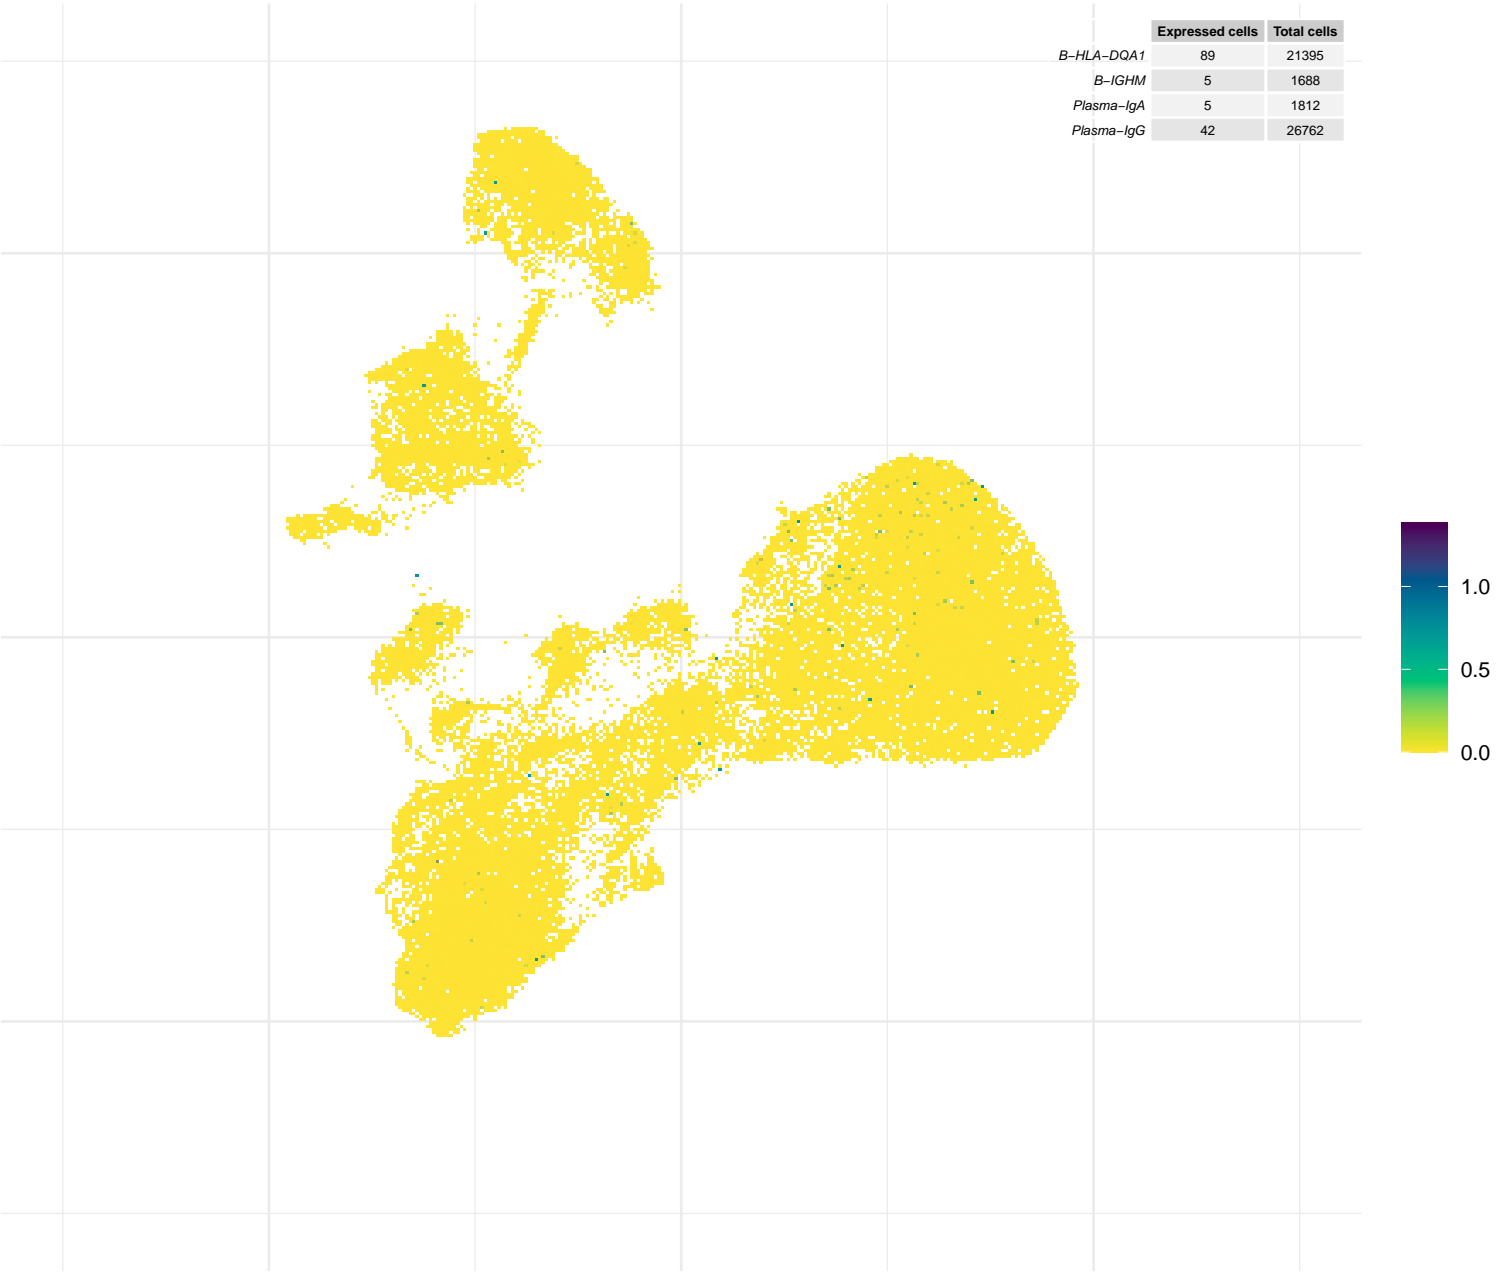 Expressed cells Total cells
B−HLA−DQA1 89 21395
B−IGHM 5 1688
Plasma−IgA 5 1812
Plasma−IgG 42 26762
1.0
0.5
0.0